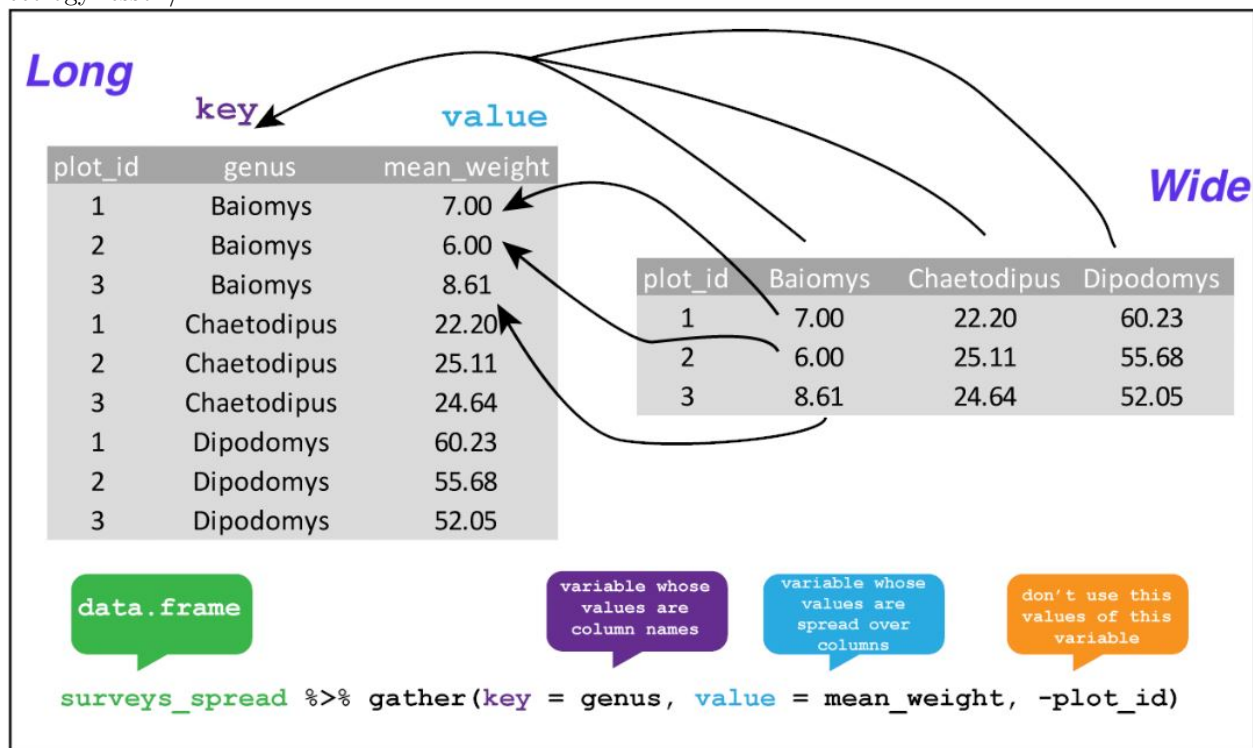 Long
key value
plot_id genus mean_weight
1 Baiomys 7.00
2 Baiomys 6.00
3 Baiomys 8.61
1 Chaetodipus 22.20
2 Chaetodipus 25.11
3 Chaetodipus 24.64
1 Dipodomys 60.23
2 Dipodomys 55.68
3 Dipodomys 52.05
Wide
plot_id Baiomys Chaetodipus Dipodomys
1 7.00 22.20 60.23
2 6.00 25.11 55.68
3 8.61 24.64 52.05
data.frame
variable whose
values are
column names
variable whose
values are
spread over
columns
don't use this
values of this
variable
surveys_spread %>% gather(key = genus, value = mean_weight, -plot_id)